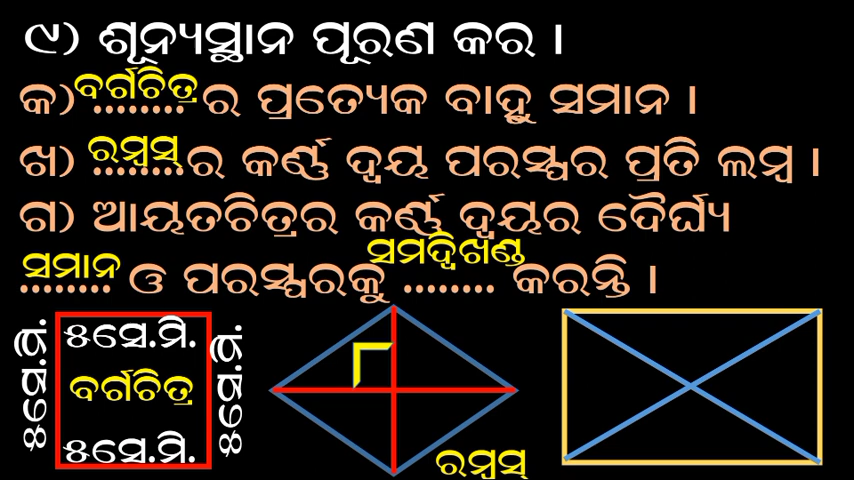 ୯) ଶୂନ୍ୟସ୍ଥାନ ପୂରଣ କର ।
କ) ବର୍ଗଚିତ୍ର ର ପ୍ରତ୍ୟେକ ବାହୁ ସମାନ ।
ଖ) ରମ୍ବସ୍ ର କର୍ଣ୍ଣ ଦ୍ୱୟ ପରସ୍ପର ପ୍ରତି ଲମ୍ବ ।
ଗ) ଆୟତଚିତ୍ରର କର୍ଣ୍ଣ ଦ୍ୱୟର ଦୈର୍ଘ୍ୟ
ସମାନ ଓ ପରସ୍ପରକୁ ସମଦ୍ୱିଖଣ୍ଡ କରନ୍ତି ।
୫ସେ.ମି.
୫ସେ.ମି.
ବର୍ଗଚିତ୍ର
୫ସେ.ମି.
୫ସେ.ମି.
ରମ୍ବସ୍